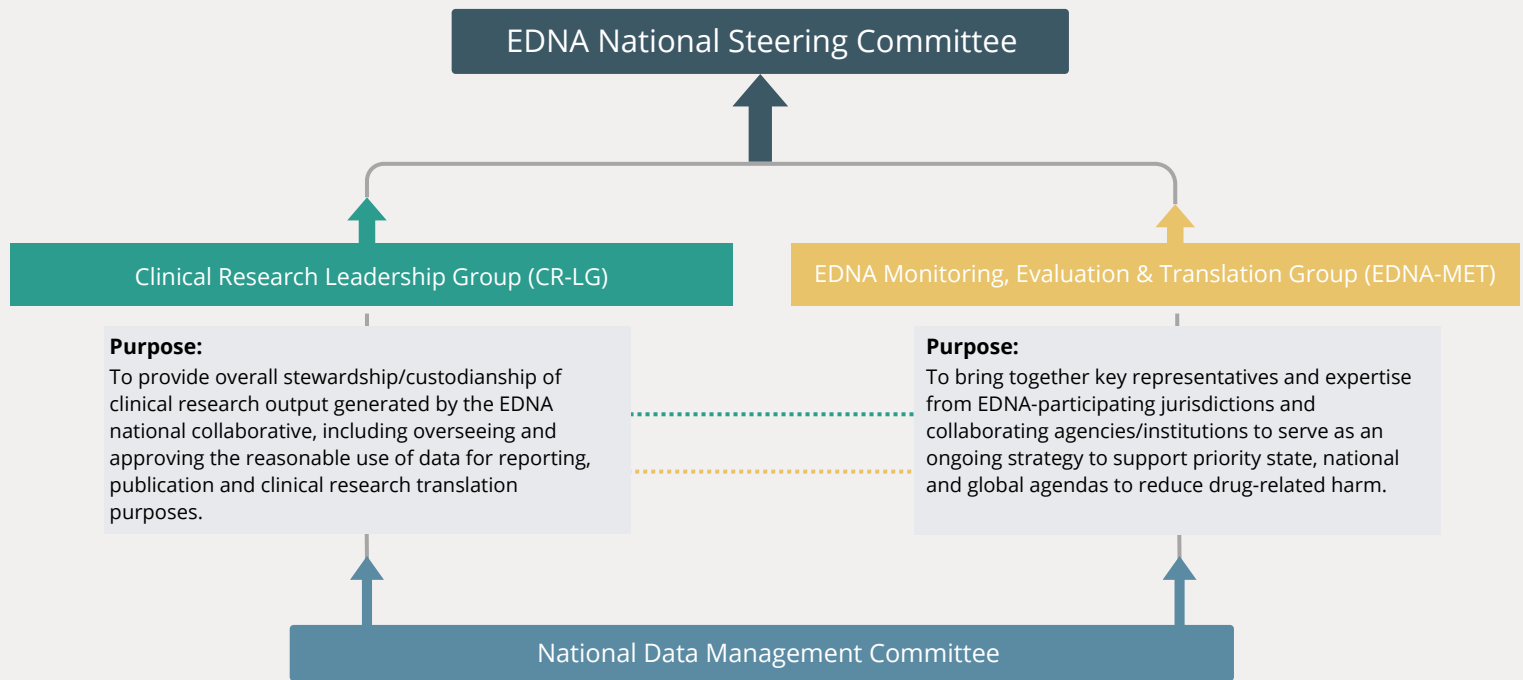 EDNA National Steering Committee
Clinical Research Leadership Group (CR-LG)
EDNA Monitoring, Evaluation & Translation Group (EDNA-MET)
Purpose:
To provide overall stewardship/custodianship of
clinical research output generated by the EDNA
national collaborative, including overseeing and
approving the reasonable use of data for reporting,
publication and clinical research translation
purposes.
Purpose:
To bring together key representatives and expertise
from EDNA-participating jurisdictions and
collaborating agencies/institutions to serve as an
ongoing strategy to support priority state, national
and global agendas to reduce drug-related harm.
National Data Management Committee